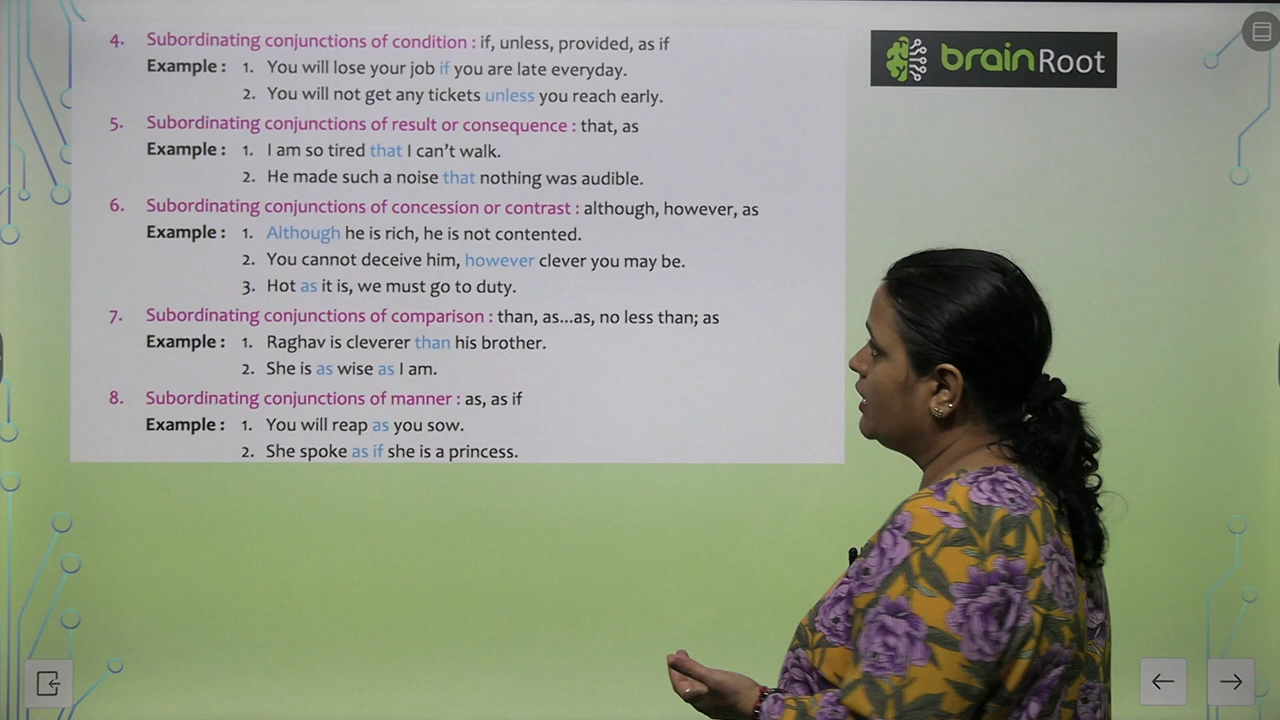 4. Subordinating conjunctions of condition : if, unless, provided, as if
Example : 1. You will lose your job if you are late everyday.
2. You will not get any tickets unless you reach early.
5. Subordinating conjunctions of result or consequence : that, as
Example : 1. I am so tired that I can't walk.
2. He made such a noise that nothing was audible.
6. Subordinating conjunctions of concession or contrast : although, however, as
Example : 1. Although he is rich, he is not contented.
2. You cannot deceive him, however clever you may be.
3. Hot as it is, we must go to duty.
7. Subordinating conjunctions of comparison : than, as...as, no less than; as
Example : 1. Raghav is cleverer than his brother.
2. She is as wise as I am.
8. Subordinating conjunctions of manner : as, as if
Example : 1. You will reap as you sow.
2. She spoke as if she is a princess.
brainRoot